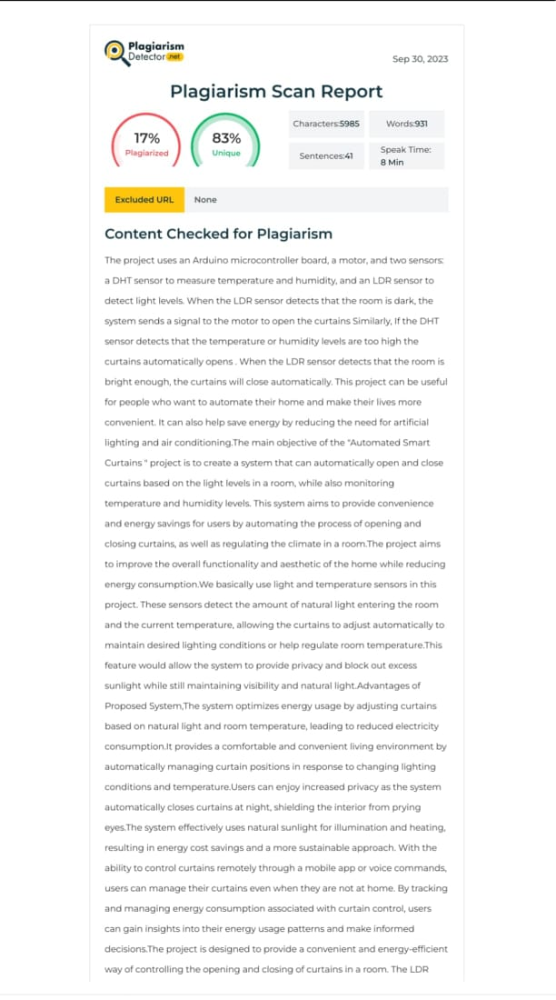 Plagiarism
Detector.net
Sep 30, 2023
Plagiarism Scan Report
17%
Plagiarized
83%
Unique
Characters:5985
Words:931
Sentences:41
Speak Time:
8 Min
Excluded URL
None
Content Checked for Plagiarism
The project uses an Arduino microcontroller board, a motor, and two sensors:
a DHT sensor to measure temperature and humidity, and an LDR sensor to
detect light levels. When the LDR sensor detects that the room is dark, the
system sends a signal to the motor to open the curtains Similarly, If the DHT
sensor detects that the temperature or humidity levels are too high the
curtains automatically opens . When the LDR sensor detects that the room is
bright enough, the curtains will close automatically. This project can be useful
for people who want to automate their home and make their lives more
convenient. It can also help save energy by reducing the need for artificial
lighting and air conditioning.The main objective of the "Automated Smart
Curtains " project is to create a system that can automatically open and close
curtains based on the light levels in a room, while also monitoring
temperature and humidity levels. This system aims to provide convenience
and energy savings for users by automating the process of opening and
closing curtains, as well as regulating the climate in a room.The project aims
to improve the overall functionality and aesthetic of the home while reducing
energy consumption.We basically use light and temperature sensors in this
project. These sensors detect the amount of natural light entering the room
and the current temperature, allowing the curtains to adjust automatically to
maintain desired lighting conditions or help regulate room temperature.This
feature would allow the system to provide privacy and block out excess
sunlight while still maintaining visibility and natural light.Advantages of
Proposed System,The system optimizes energy usage by adjusting curtains
based on natural light and room temperature, leading to reduced electricity
consumption.It provides a comfortable and convenient living environment by
automatically managing curtain positions in response to changing lighting
conditions and temperature.Users can enjoy increased privacy as the system
automatically closes curtains at night, shielding the interior from prying
eyes.The system effectively uses natural sunlight for illumination and heating,
resulting in energy cost savings and a more sustainable approach. With the
ability to control curtains remotely through a mobile app or voice commands,
users can manage their curtains even when they are not at home. By tracking
and managing energy consumption associated with curtain control, users
can gain insights into their energy usage patterns and make informed
decisions.The project is designed to provide a convenient and energy-efficient
way of controlling the opening and closing of curtains in a room. The LDR